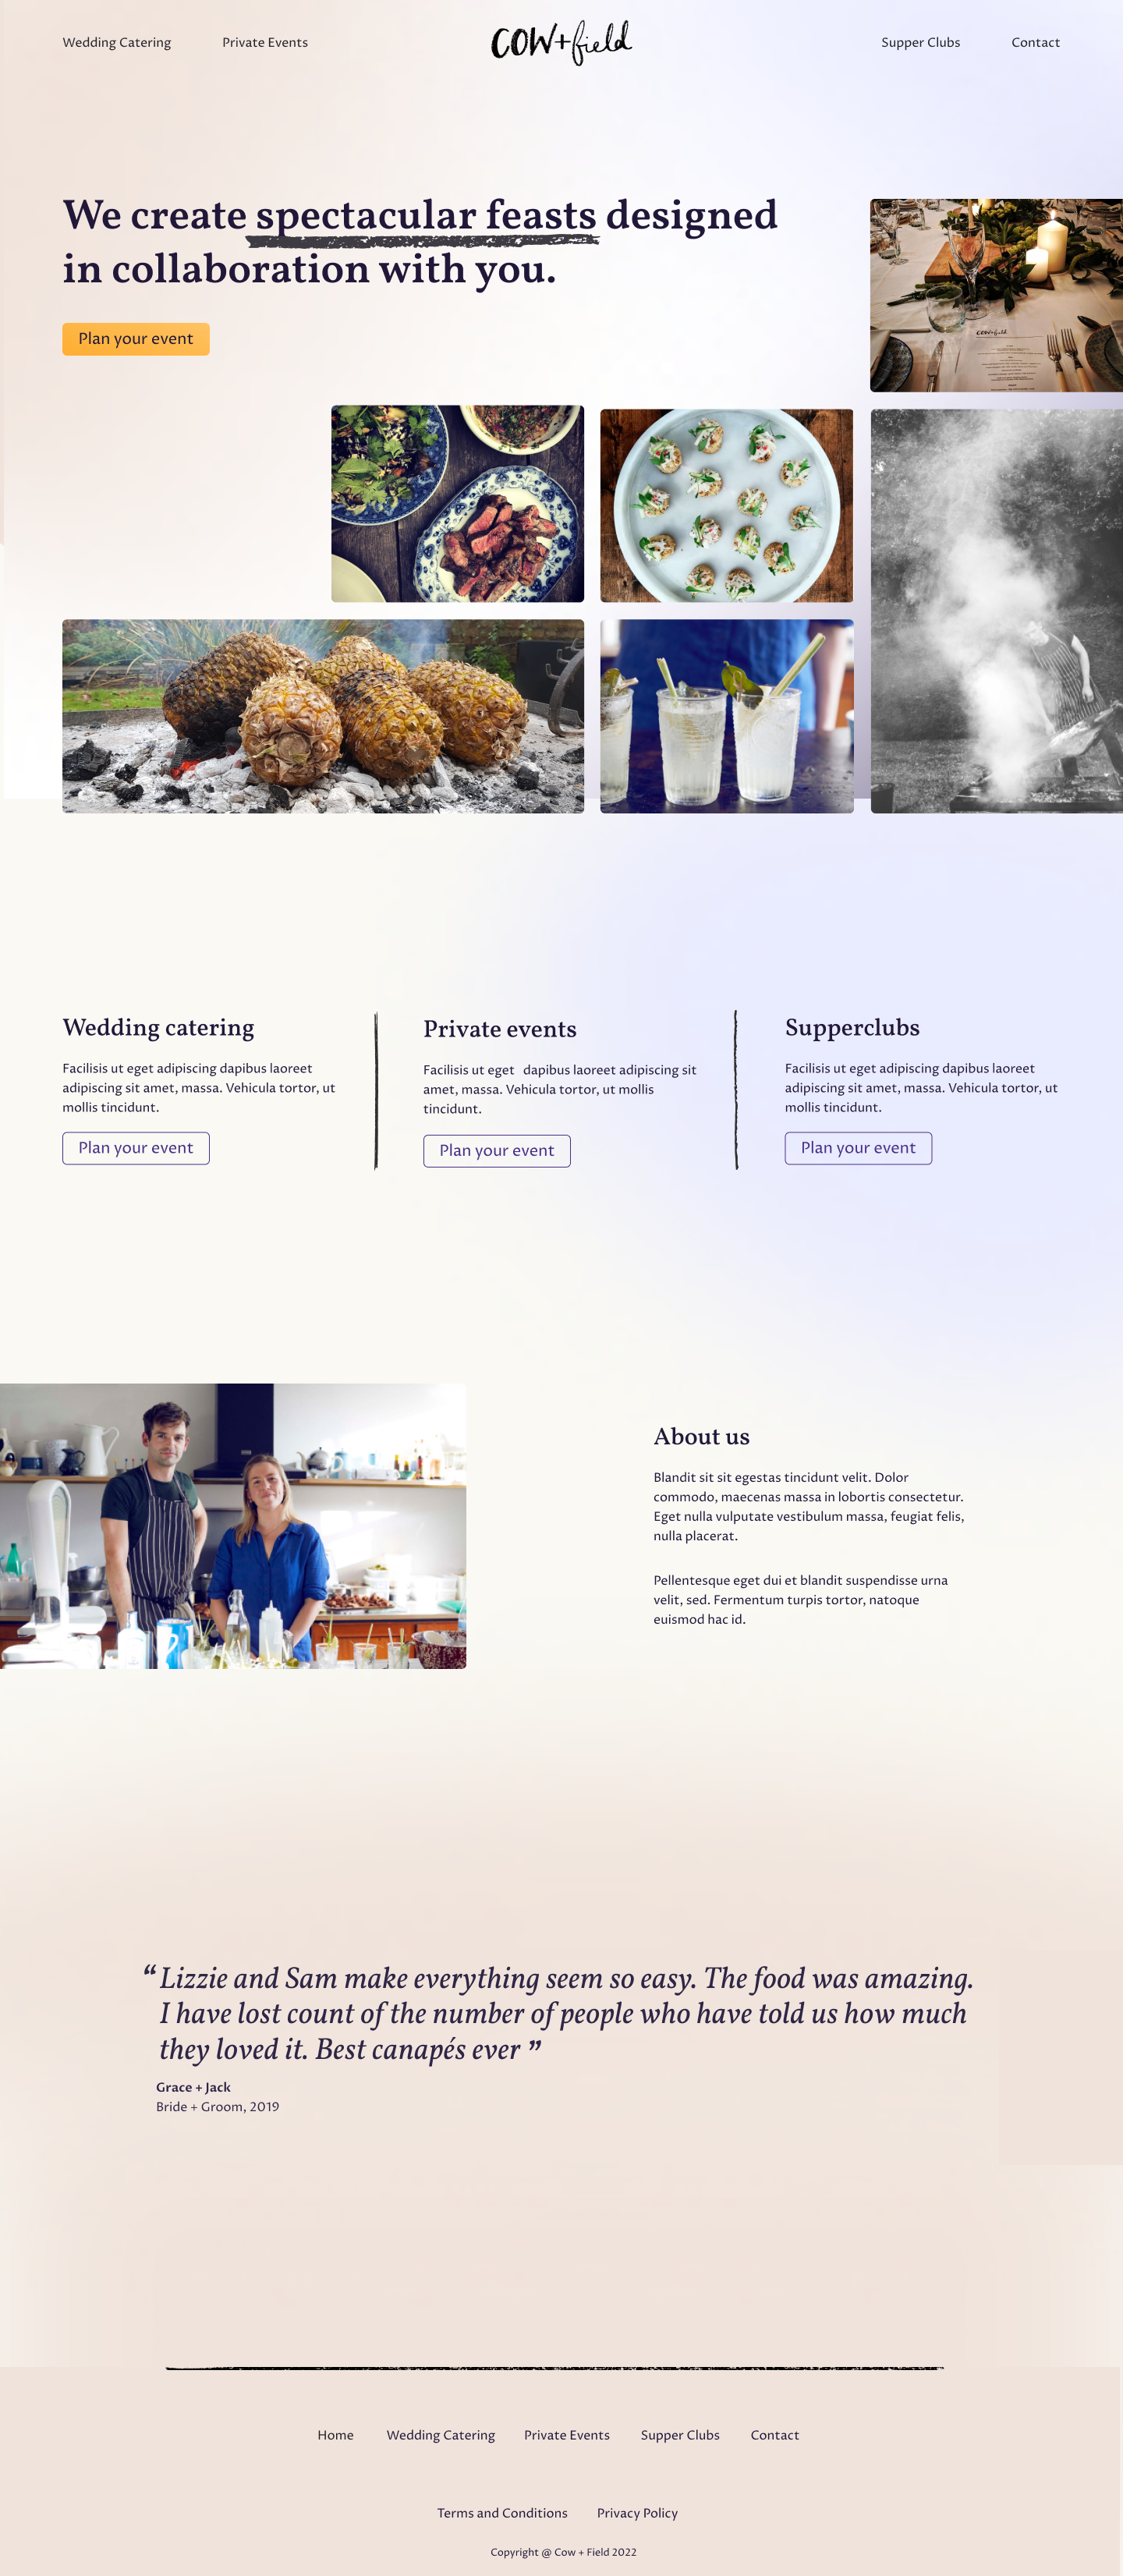 Wedding Catering
Private Events
cow+field
Supper Clubs
Contact
We create spectacular feasts designed
in collaboration with you.
Plan your event
cow+field
Wedding catering
Facilisis ut eget adipiscing dapibus laoreet
adipiscing sit amet, massa. Vehicula tortor, ut
mollis tincidunt.
Plan your event
Private events
Facilisis ut eget  dapibus laoreet adipiscing sit
amet, massa. Vehicula tortor, ut mollis
tincidunt.
Plan your event
Supperclubs
Facilisis ut eget adipiscing dapibus laoreet
adipiscing sit amet, massa. Vehicula tortor, ut
mollis tincidunt.
Plan your event
About us
Blandit sit sit egestas tincidunt velit. Dolor
commodo, maecenas massa in lobortis consectetur.
Eget nulla vulputate vestibulum massa, feugiat felis,
nulla placerat.
Pellentesque eget dui et blandit suspendisse urna
velit, sed. Fermentum turpis tortor, natoque
euismod hac id.
“ Lizzie and Sam make everything seem so easy. The food was amazing.
I have lost count of the number of people who have told us how much
they loved it. Best canapés ever ”
Grace + Jack
Bride + Groom, 2019
Home
Wedding Catering
Private Events
Supper Clubs
Contact
Terms and Conditions
Privacy Policy
Copyright @ Cow + Field 2022